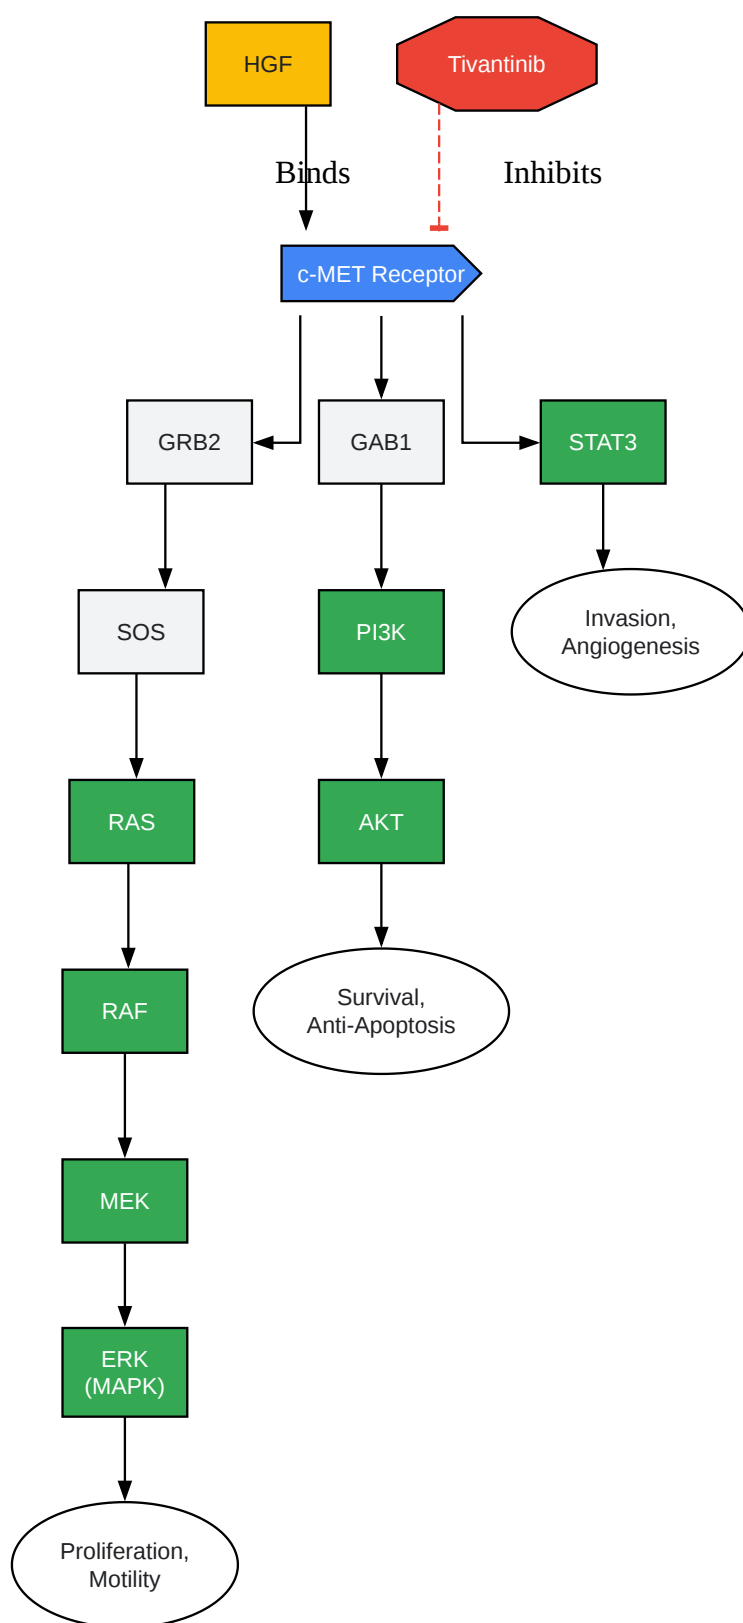 HGF
Tivantinib
Binds
Inhibits
c-MET Receptor
GRB2
GAB1
STAT3
SOS
PI3K
Invasion,
Angiogenesis
RAS
AKT
RAF
Survival,
Anti-Apoptosis
MEK
ERK
(MAPK)
Proliferation,
Motility